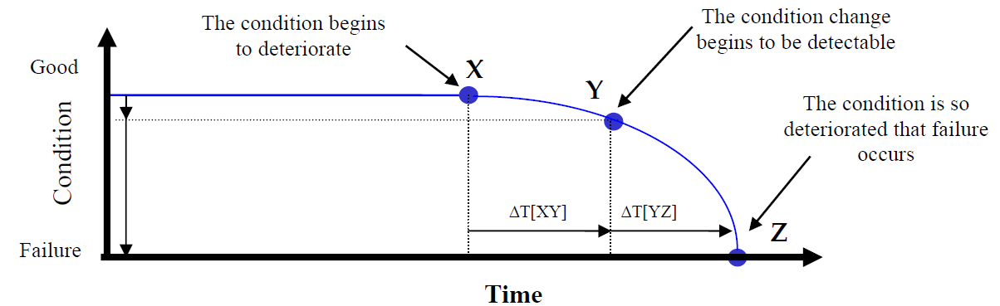 The condition begins
to deteriorate
The condition change
begins to be detectable
Good
X
Y
The condition is so
deteriorated that failure
occurs
Condition
ΔT[XY]
ΔT[YZ]
Z
Failure
Time